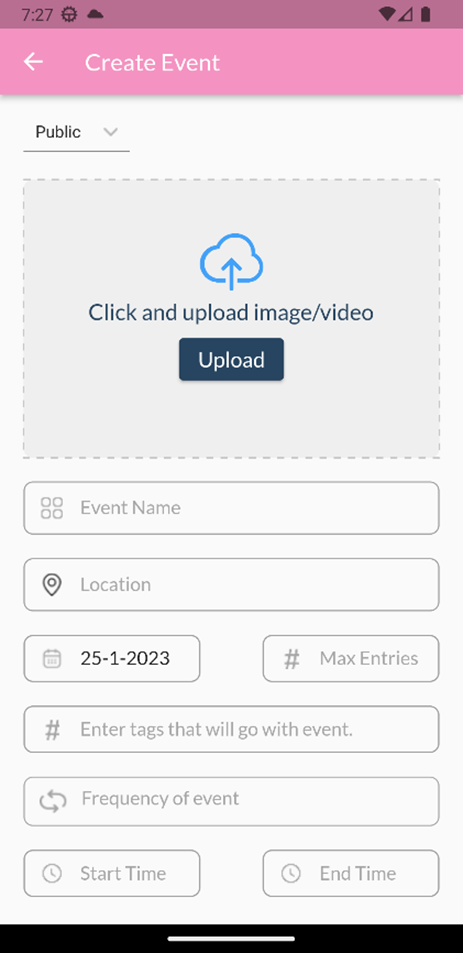 7:27
Create Event
Public
Click and upload image/video
Upload
Event Name
Location
25-1-2023
# Max Entries
# Enter tags that will go with event.
Frequency of event
Start Time
End Time